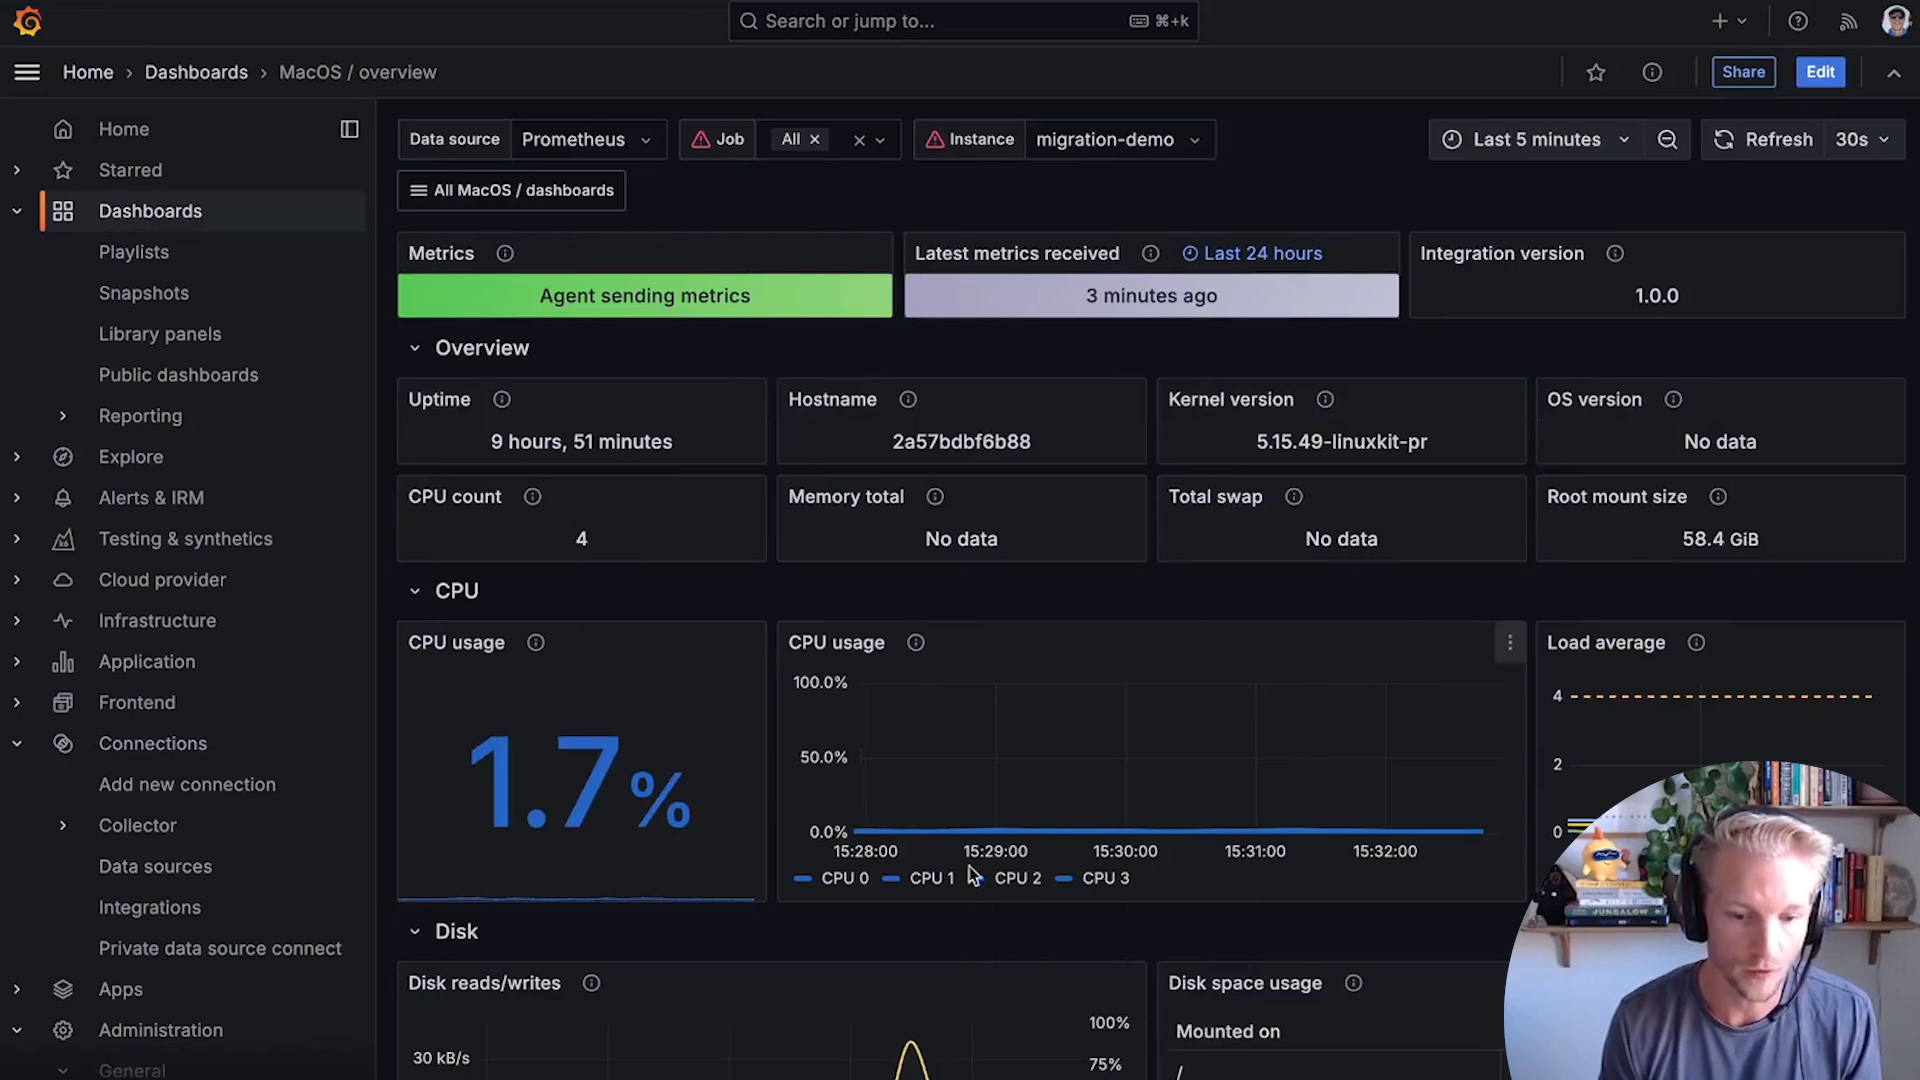 Search or jump to...
⌘+k
Home › Dashboards › MacOS / overview
Share
Edit
Home
Starred
Dashboards
Playlists
Snapshots
Library panels
Public dashboards
Reporting
Explore
Alerts & IRM
Testing & synthetics
Cloud provider
Infrastructure
Application
Frontend
Connections
Add new connection
Collector
Data sources
Integrations
Private data source connect
Apps
Administration
General
Data source Prometheus
Job All
Instance migration-demo
Last 5 minutes
Refresh 30s
All MacOS / dashboards
Metrics
Agent sending metrics
Latest metrics received Last 24 hours
3 minutes ago
Integration version
1.0.0
Overview
Uptime
9 hours, 51 minutes
Hostname
2a57bdbf6b88
Kernel version
5.15.49-linuxkit-pr
OS version
No data
CPU count
4
Memory total
No data
Total swap
No data
Root mount size
58.4 GiB
CPU
CPU usage
1.7%
CPU usage
100.0%
50.0%
0.0%
15:28:00 15:29:00 15:30:00 15:31:00 15:32:00
CPU 0 CPU 1 CPU 2 CPU 3
Load average
4
2
0
Disk
Disk reads/writes
30 kB/s
100%
75%
Disk space usage
Mounted on
/
JUNGALOW